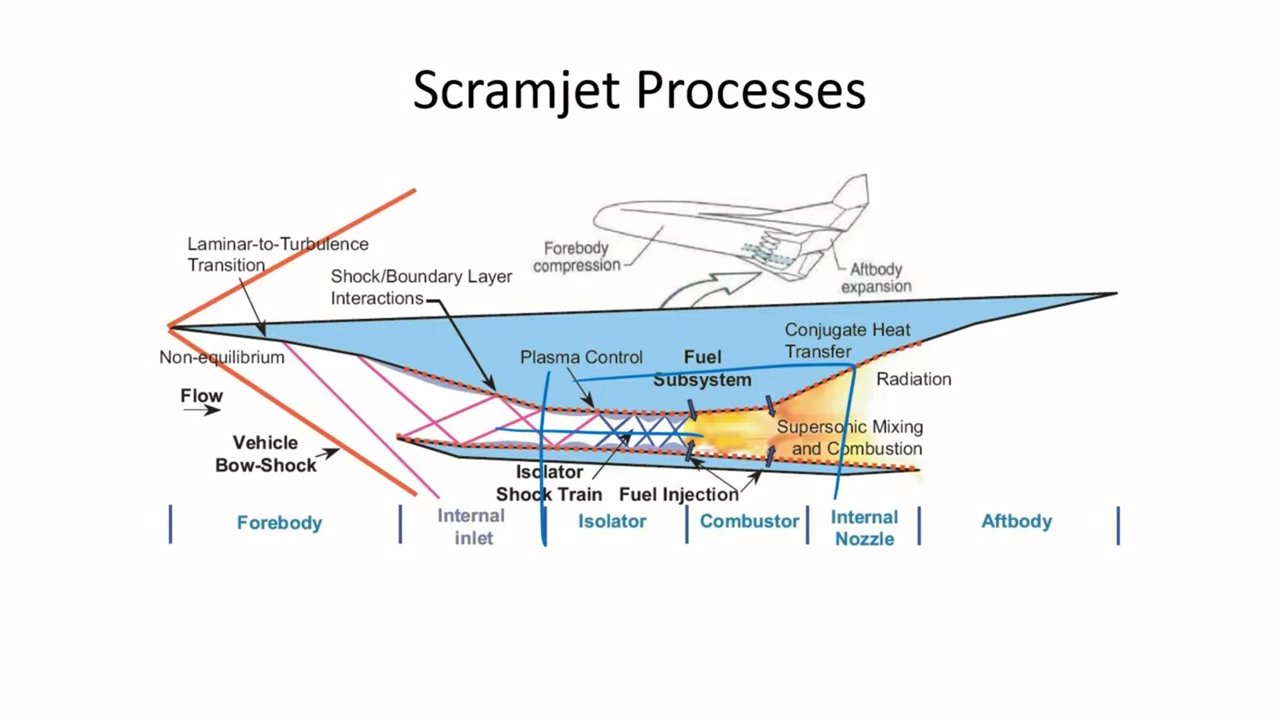 Scramjet Processes
Laminar-to-Turbulence
Transition
Shock/Boundary Layer
Interactions
Forebody
compression
Aftbody
expansion
Non-equilibrium
Flow
Vehicle
Bow-Shock
Plasma Control
Fuel
Subsystem
Conjugate Heat
Transfer
Radiation
Supersonic Mixing
and Combustion
Isolator
Shock Train
Fuel Injection
Forebody
Internal
inlet
Isolator
Combustor
Internal
Nozzle
Aftbody